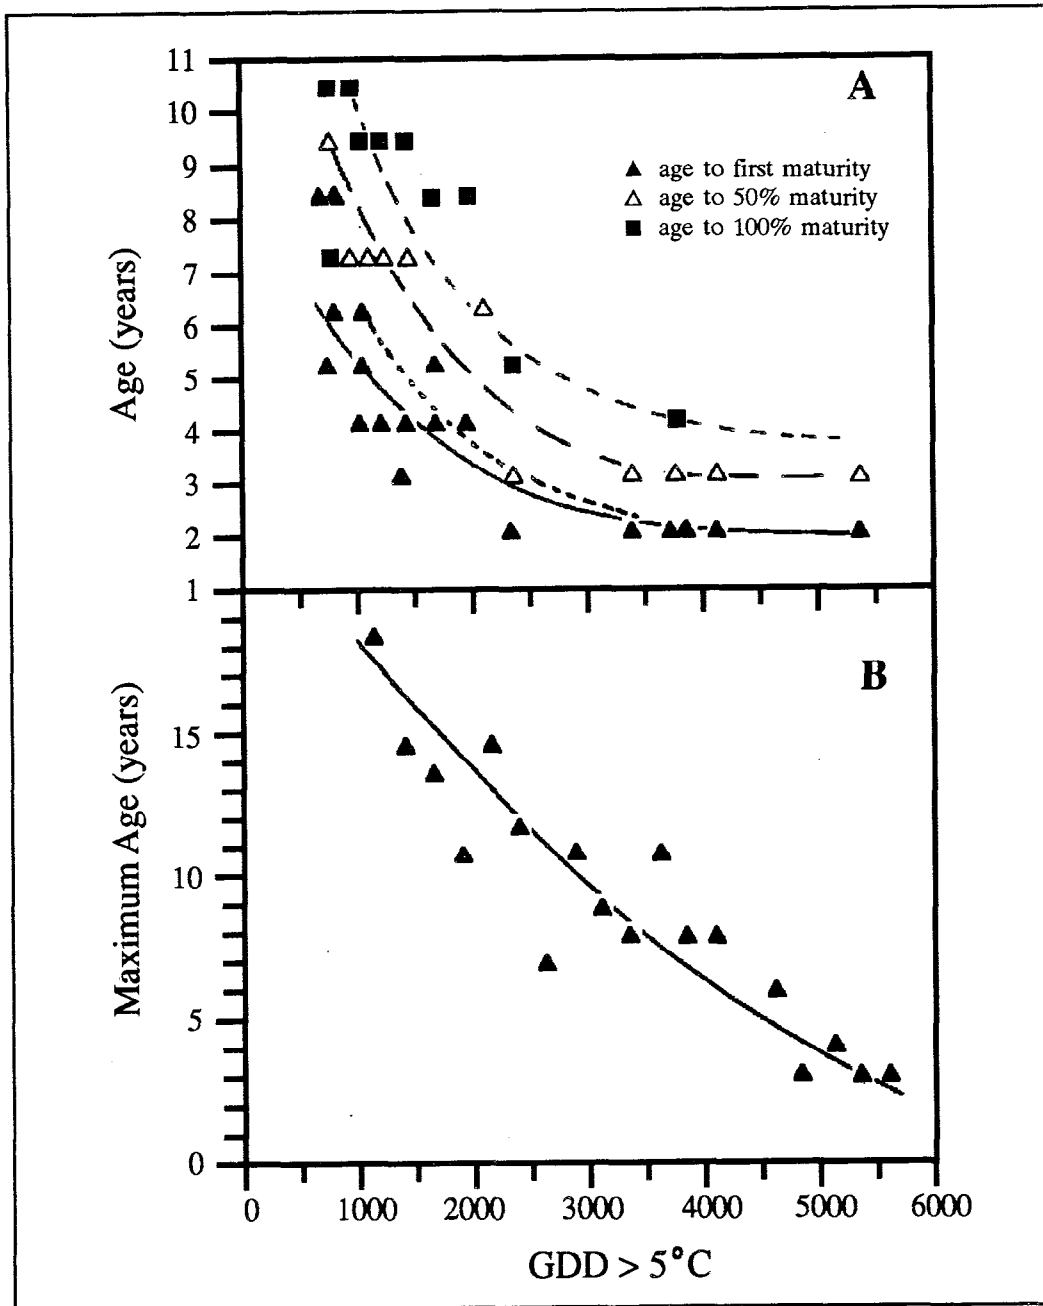 A
11
10
9
8
7
6
5
4
3
2
1
Age (years)
age to first maturity
age to 50% maturity
age to 100% maturity
B
15
10
5
0
Maximum Age (years)
0 1000 2000 3000 4000 5000 6000
GDD > 5°C